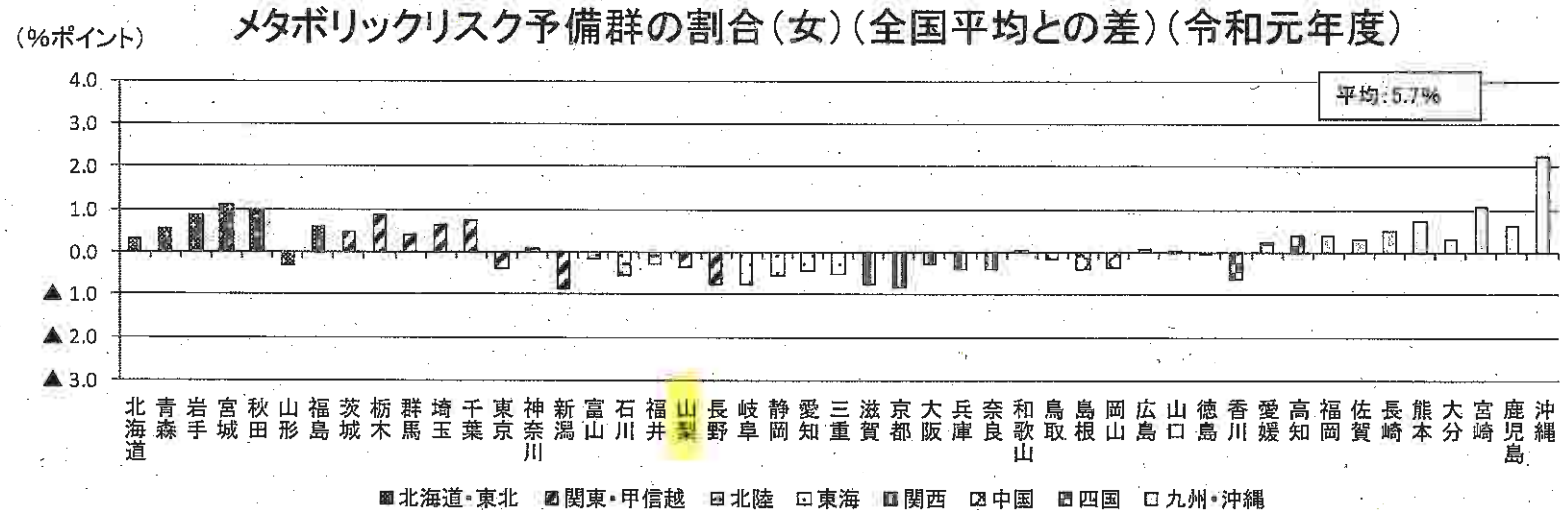 メタボリックリスク予備群の割合(女)(全国平均との差)(令和元年度)
(%ポイント)
平均:5.7%
4.0
3.0
2.0
1.0
0.0
▲ 1.0
▲ 2.0
▲ 3.0
北海道
青森
岩手
宮城
秋田
山形
福島
茨城
栃木
群馬
埼玉
千葉
東京
神奈川
新潟
富山
石川
福井
山梨
長野
岐阜
静岡
愛知
三重
滋賀
京都
大阪
兵庫
奈良
和歌山
鳥取
島根
岡山
広島
山口
徳島
香川
愛媛
高知
福岡
佐賀
長崎
熊本
大分
宮崎
鹿児島
沖縄
北海道・東北 関東・甲信越 北陸 東海 関西 中国 四国 九州・沖縄